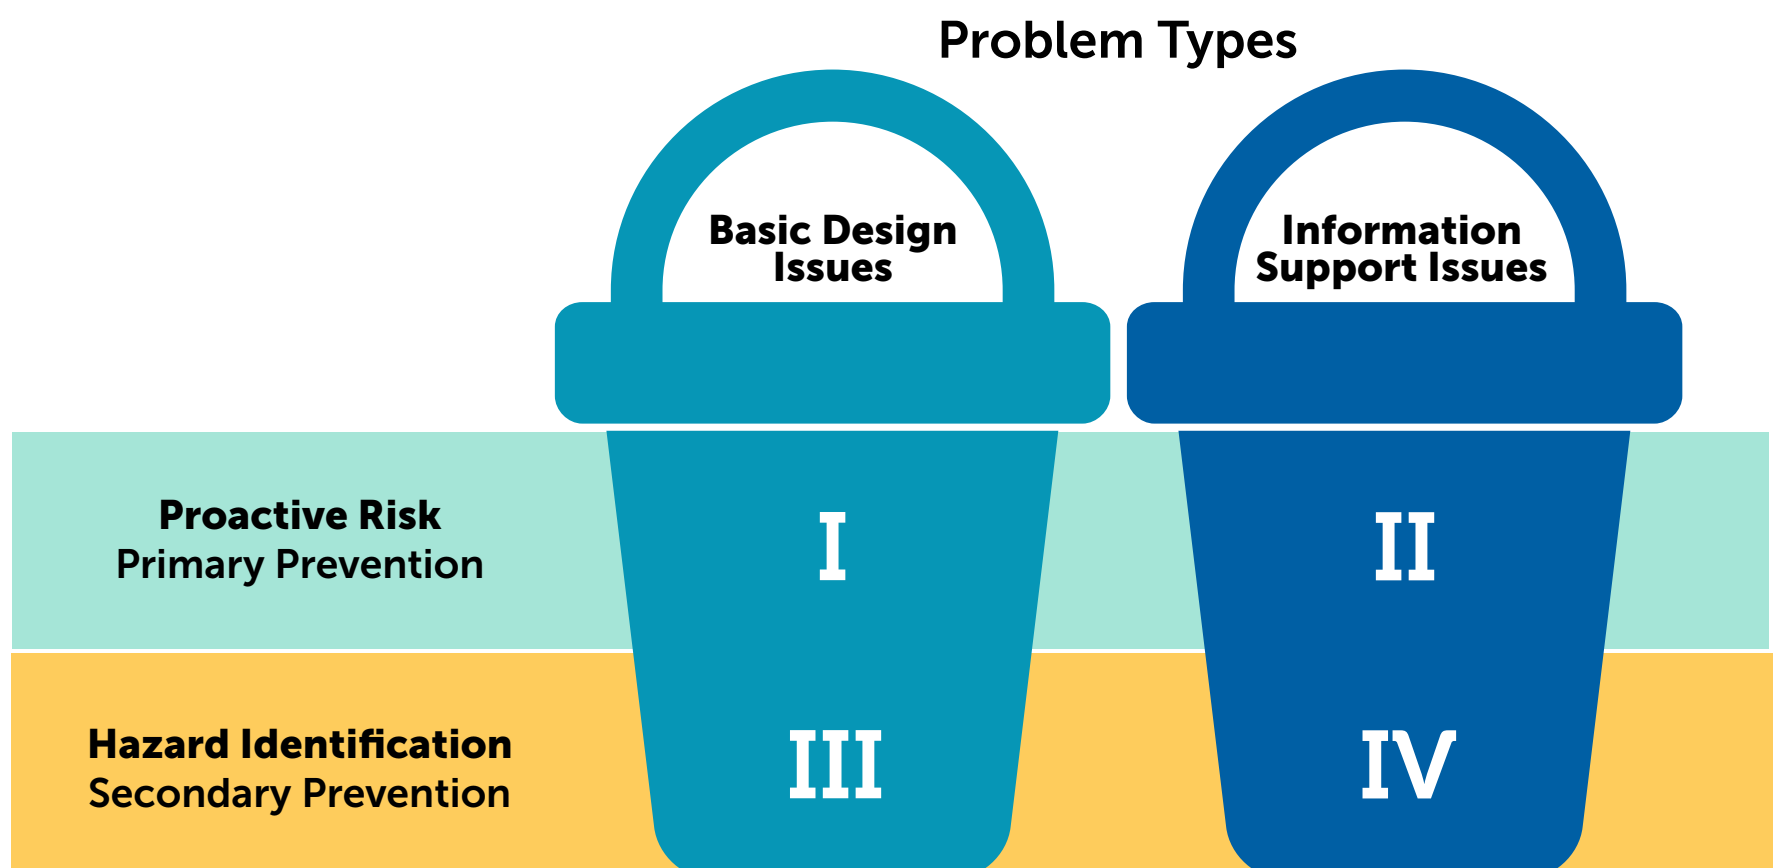 Problem Types
Basic Design
Issues
Information
Support Issues
Proactive Risk
Primary Prevention
I
II
Hazard Identification
Secondary Prevention
III
IV